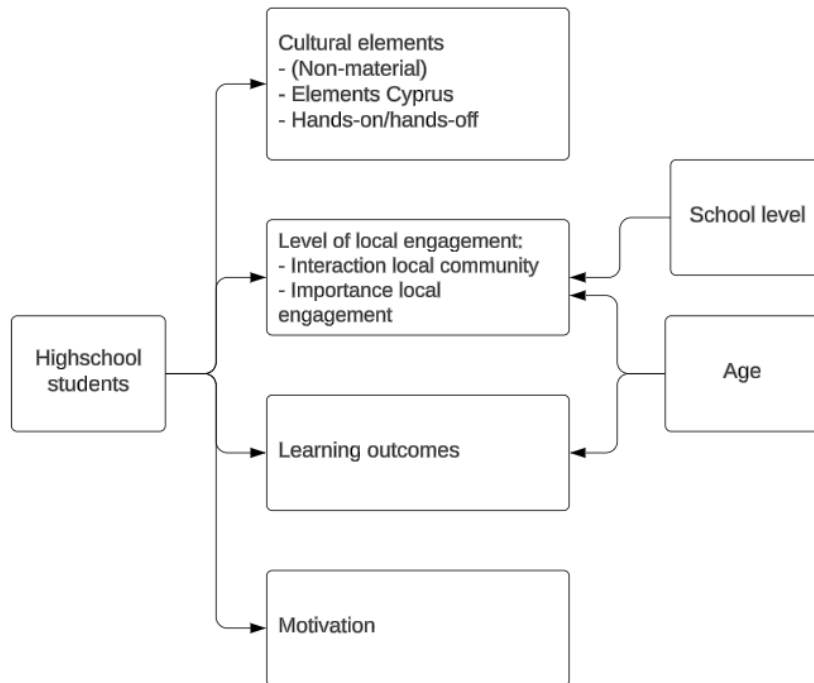 Cultural elements
- (Non-material)
- Elements Cyprus
- Hands-on/hands-off
School level
Level of local engagement:
- Interaction local community
- Importance local
engagement
Highschool
students
Age
Learning outcomes
Motivation